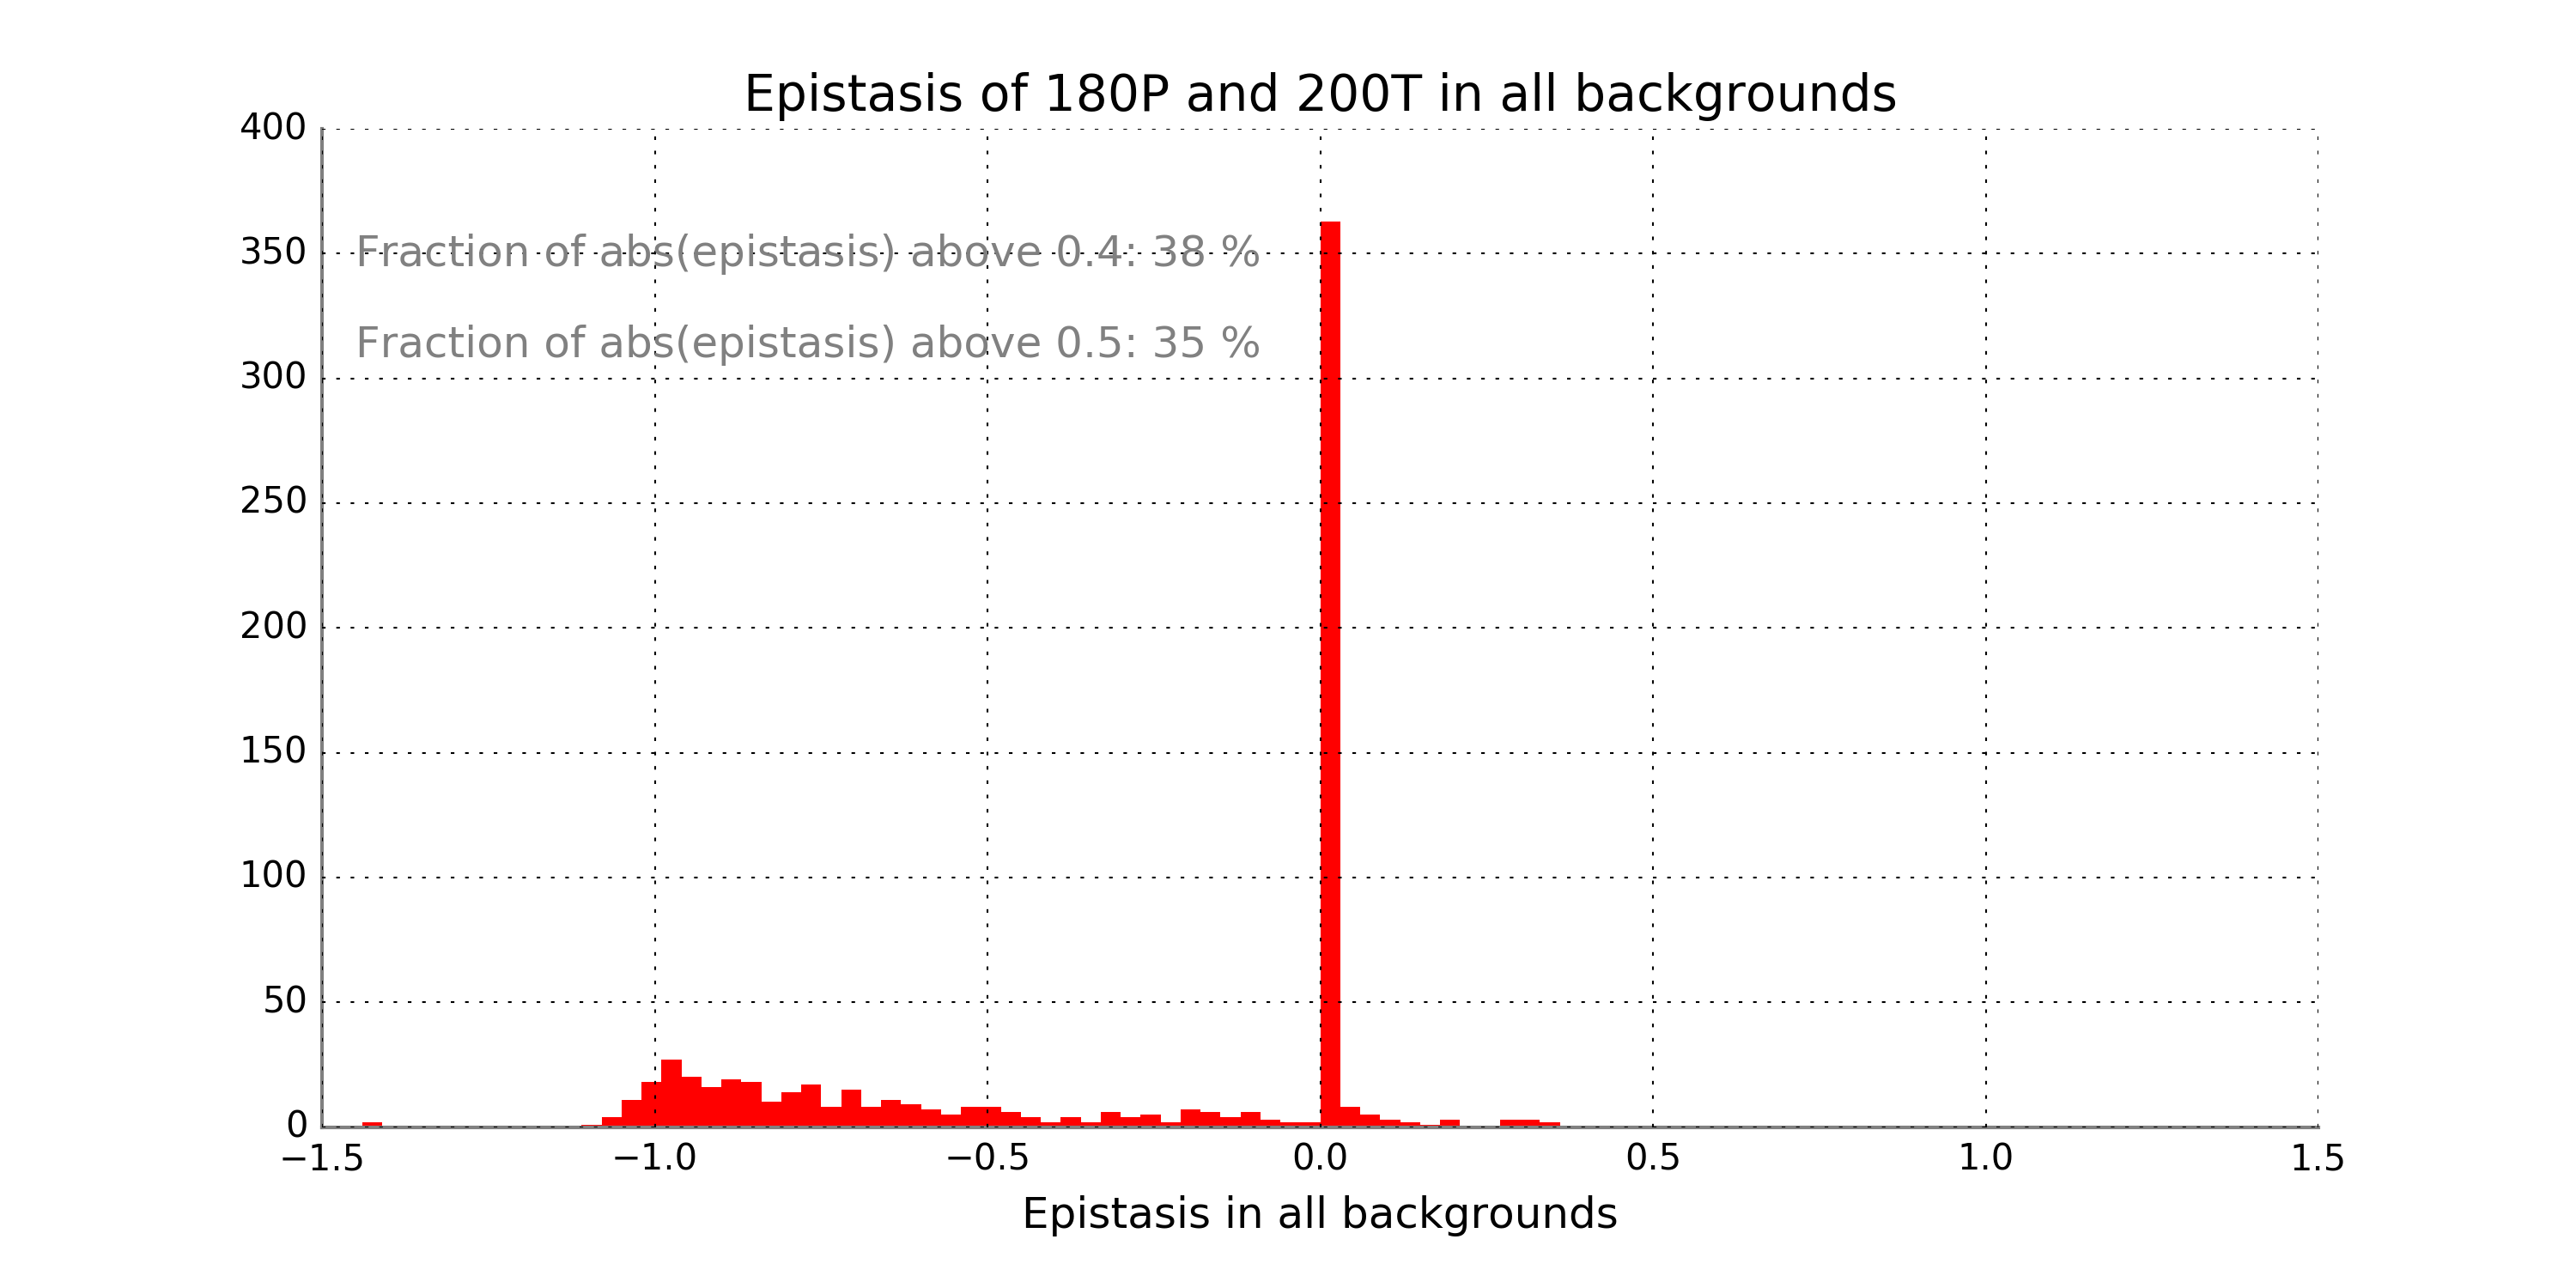 Epistasis of 180P and 200T in all backgrounds
400
350
Fraction of abs(epistasis) above 0.4: 38 %
Fraction of abs(epistasis) above 0.5: 35 %
300
250
200
150
100
50
0
−1.5 −1.0 −0.5 0.0 0.5 1.0 1.5
Epistasis in all backgrounds